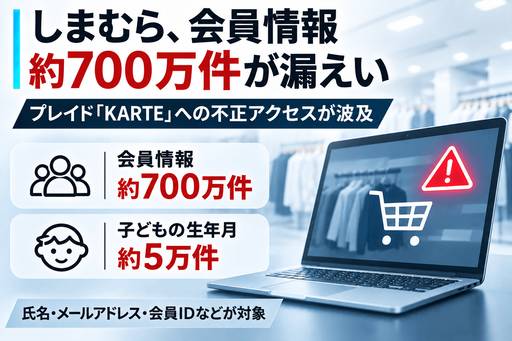 しまむら、会員情報
約700万件が漏えい
プレイド「KARTE」への不正アクセスが波及
会員情報
約700万件
子どもの生年月
約5万件
氏名・メールアドレス・会員IDなどが対象